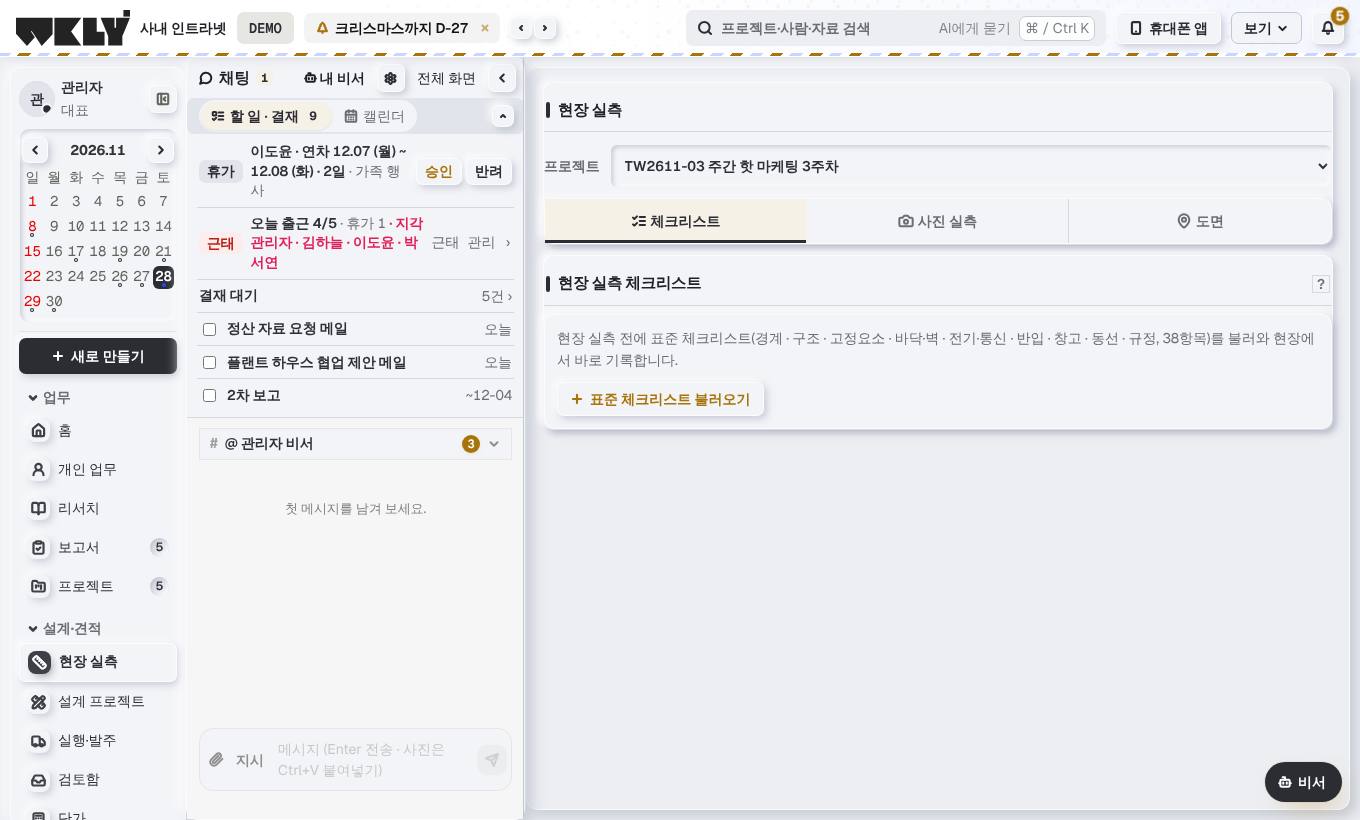 WKLY 사내 인트라넷 DEMO 크리스마스까지 D-27 × 프로젝트·사람·자료 검색 AI에게 묻기 ⌘ / Ctrl K 휴대폰 앱 보기 5
관 관리자
대표
2026.11
일 월 화 수 목 금 토
1 2 3 4 5 6 7
8 9 10 11 12 13 14
15 16 17 18 19 20 21
22 23 24 25 26 27 28
29 30
+ 새로 만들기
업무
홈
개인 업무
리서치
보고서 5
프로젝트 5
설계·견적
현장 실측
설계 프로젝트
실행·발주
검토함
단가
채팅 1 내 비서 전체 화면
할 일 · 결재 9 캘린더
휴가 이도윤 · 연차 12.07 (월) ~
12.08 (화) · 2일 · 가족 행
사
승인 반려
근태 오늘 출근 4/5 · 휴가 1 · 지각
관리자 · 김하늘 · 이도윤 · 박
서연
근태 관리 ›
결재 대기 5건 ›
정산 자료 요청 메일 오늘
플랜트 하우스 협업 제안 메일 오늘
2차 보고 ~12-04
# @ 관리자 비서 3
첫 메시지를 남겨 보세요.
지시 메시지 (Enter 전송 · 사진은
Ctrl+V 붙여넣기)
현장 실측
프로젝트 TW2611-03 주간 핫 마케팅 3주차
체크리스트 사진 실측 도면
현장 실측 체크리스트 ?
현장 실측 전에 표준 체크리스트(경계 · 구조 · 고정요소 · 바닥·벽 · 전기·통신 · 반입 · 창고 · 동선 · 규정, 38항목)를 불러와 현장에
서 바로 기록합니다.
+ 표준 체크리스트 불러오기
비서